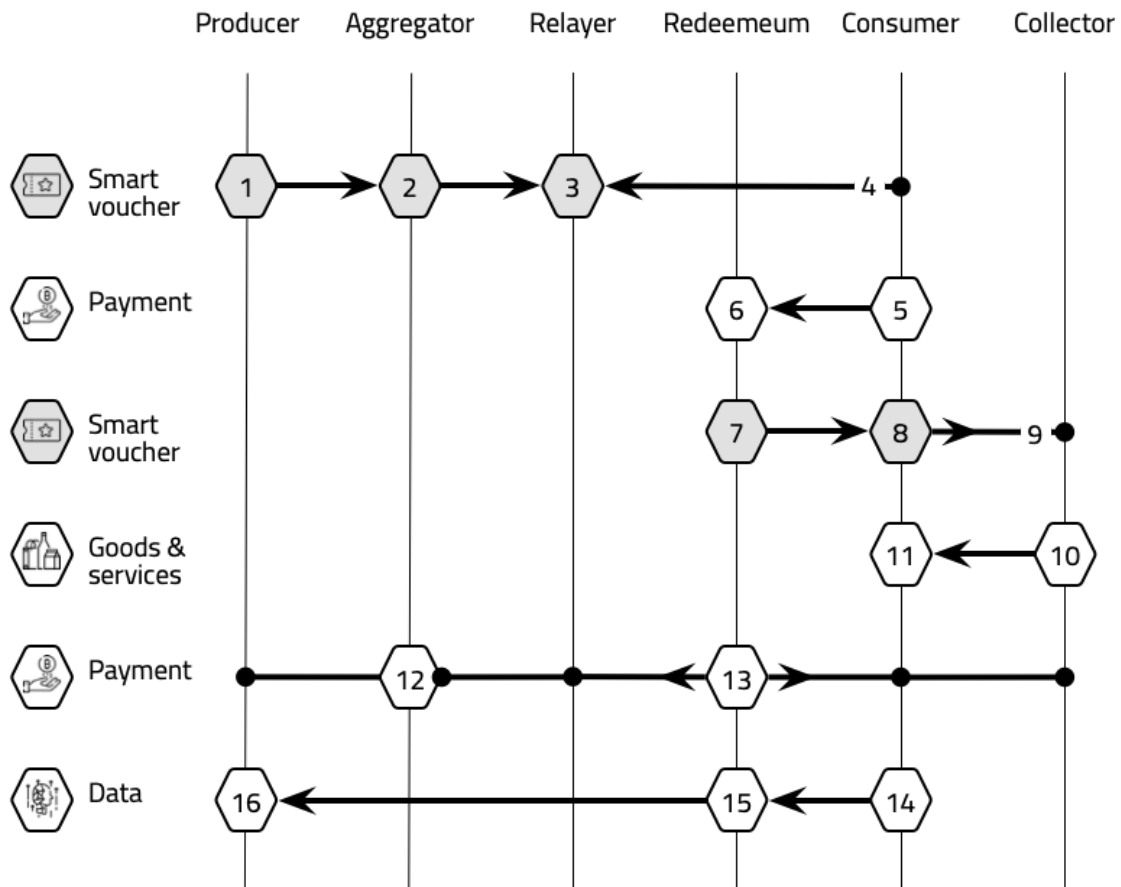 Producer Aggregator Relayer Redeemeum Consumer Collector
Smart
voucher
1 2 3 4
Payment
6 5
Smart
voucher
7 8 9
Goods &
services
11 10
Payment
12 13
Data
16 15 14